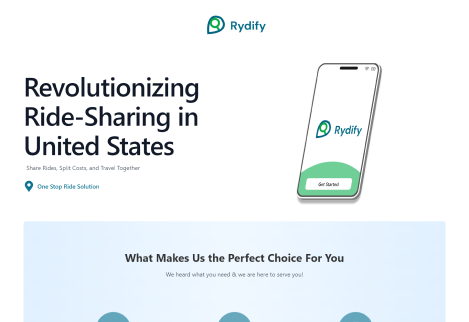 Rydify
Revolutionizing
Ride-Sharing in
United States
Share Rides, Split Costs, and Travel Together
One Stop Ride Solution
Rydify
Get Started
What Makes Us the Perfect Choice For You
We heard what you need & we are here to serve you!